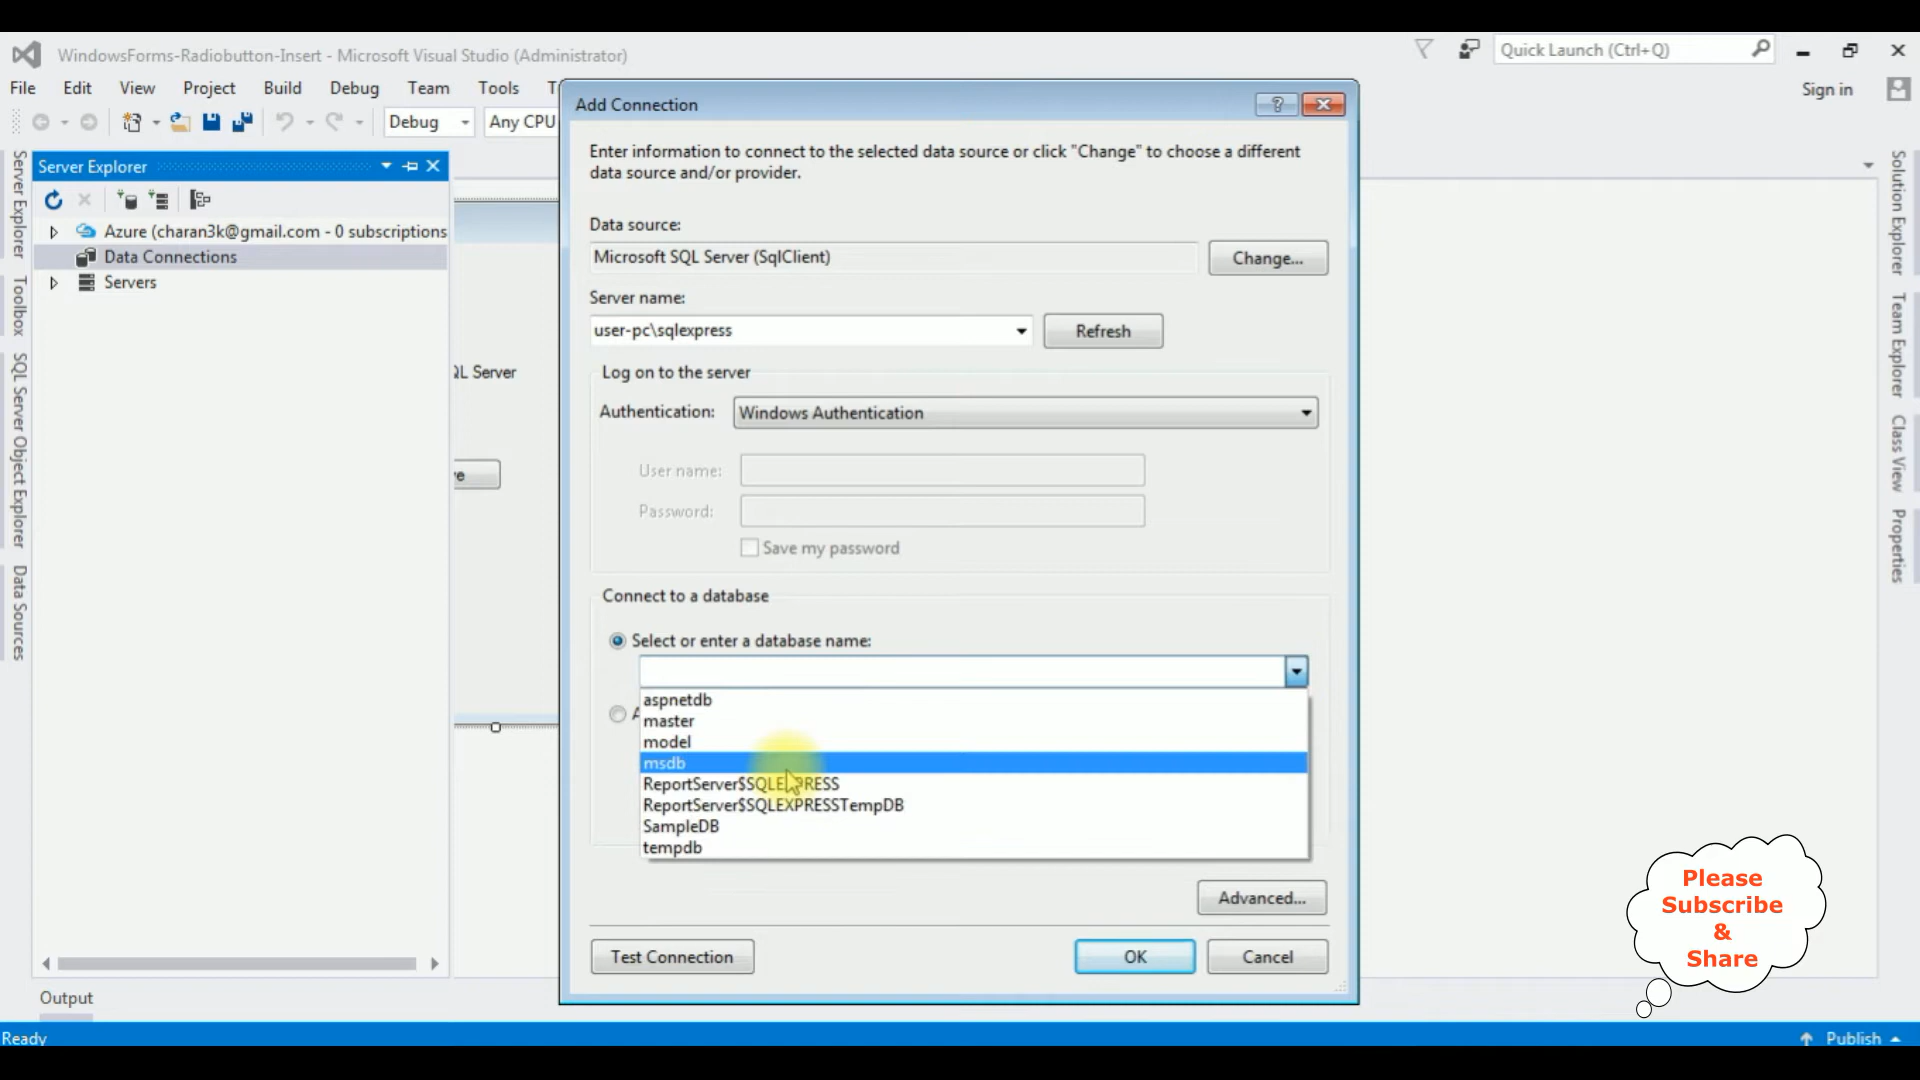 WindowsForms-Radiobutton-Insert - Microsoft Visual Studio (Administrator)
Quick Launch (Ctrl+Q)
File Edit View Project Build Debug Team Tools
Sign in
Debug Any CPU
Server Explorer
Azure (charan3k@gmail.com - 0 subscriptions
Data Connections
Servers
Server Explorer
Toolbox
SQL Server Object Explorer
Data Sources
QL Server
Add Connection
Enter information to connect to the selected data source or click "Change" to choose a different
data source and/or provider.
Data source:
Microsoft SQL Server (SqlClient)
Change...
Server name:
user-pc\sqlexpress
Refresh
Log on to the server
Authentication: Windows Authentication
User name:
Password:
Save my password
Connect to a database
Select or enter a database name:
aspnetdb
master
model
msdb
ReportServer$SQLEXPRESS
ReportServer$SQLEXPRESSTempDB
SampleDB
tempdb
Advanced...
Test Connection
OK
Cancel
Solution Explorer
Team Explorer
Class View
Properties
Please
Subscribe
&
Share
Output
Ready
Publish